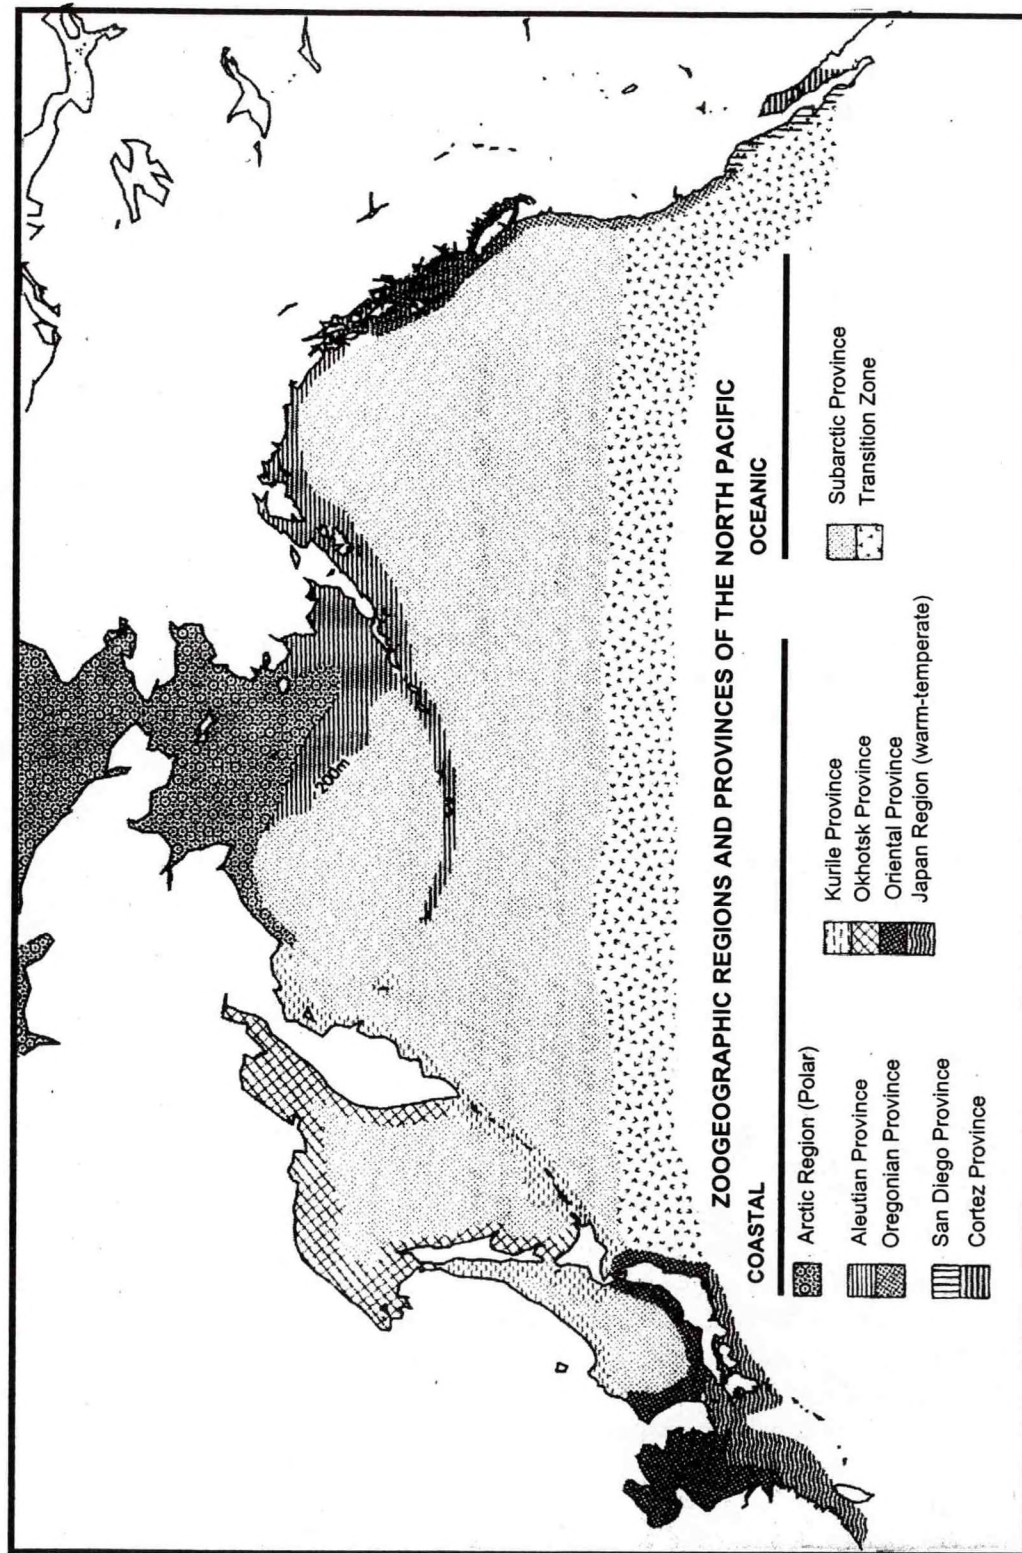 200m
ZOOGEOGRAPHIC REGIONS AND PROVINCES OF THE NORTH PACIFIC
COASTAL
Arctic Region (Polar)
Aleutian Province
Oregonian Province
San Diego Province
Cortez Province
Kurile Province
Okhotsk Province
Oriental Province
Japan Region (warm-temperate)
OCEANIC
Subarctic Province
Transition Zone